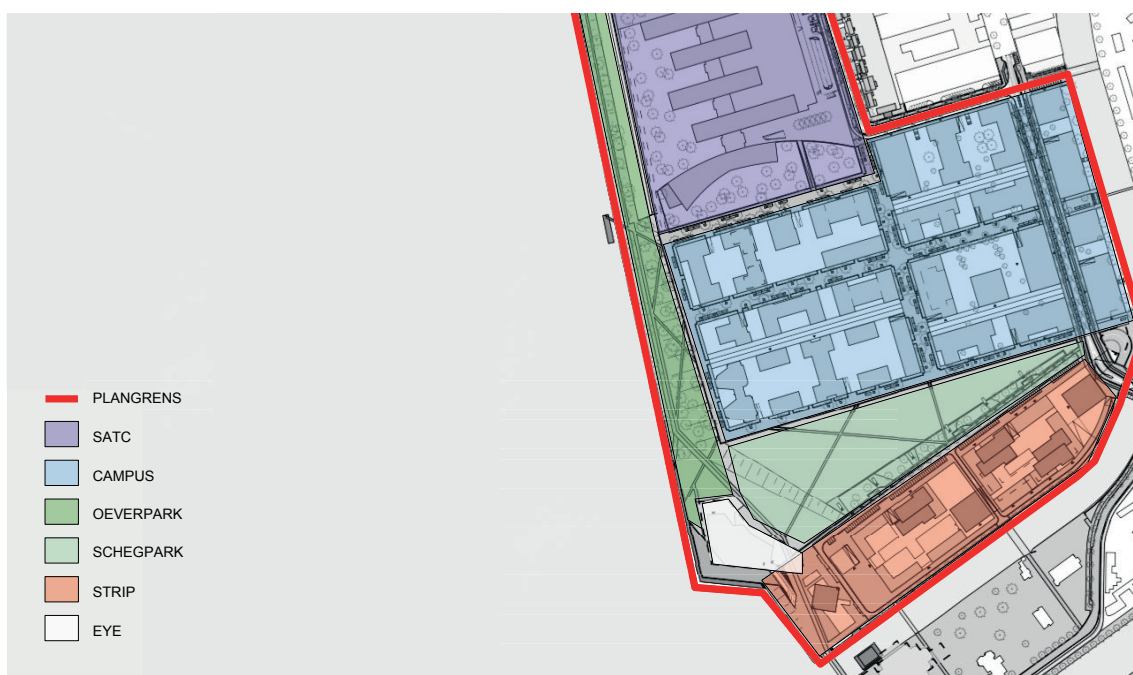 PLANGRENS
SATC
CAMPUS
OEVERPARK
SCHEGPARK
STRIP
EYE